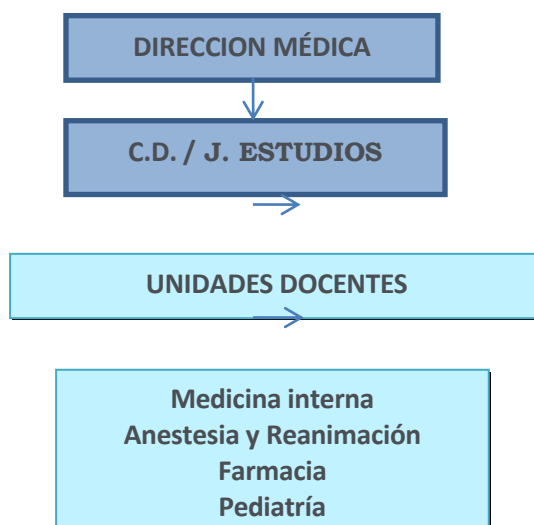 DIRECCION MÉDICA
C.D. / J. ESTUDIOS
UNIDADES DOCENTES
Medicina interna
Anestesia y Reanimación
Farmacia
Pediatría